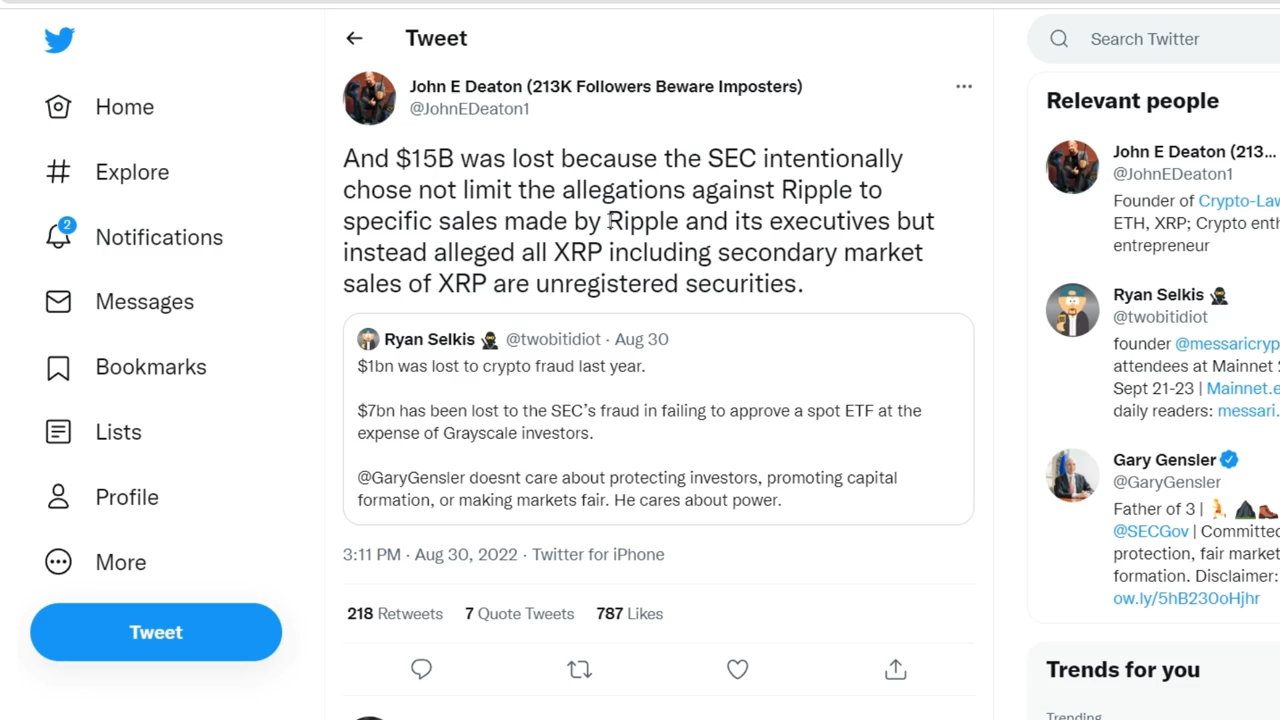 Tweet
Home
Explore
2
Notifications
Messages
Bookmarks
Lists
Profile
More
Tweet
John E Deaton (213K Followers Beware Imposters)
@JohnEDeaton1
And $15B was lost because the SEC intentionally
chose not limit the allegations against Ripple to
specific sales made by Ripple and its executives but
instead alleged all XRP including secondary market
sales of XRP are unregistered securities.
Ryan Selkis @twobitidiot · Aug 30
$1bn was lost to crypto fraud last year.
$7bn has been lost to the SEC's fraud in failing to approve a spot ETF at the
expense of Grayscale investors.
@GaryGensler doesnt care about protecting investors, promoting capital
formation, or making markets fair. He cares about power.
3:11 PM · Aug 30, 2022 · Twitter for iPhone
218 Retweets 7 Quote Tweets 787 Likes
Search Twitter
Relevant people
John E Deaton (213...
@JohnEDeaton1
Founder of Crypto-Law
ETH, XRP; Crypto enth
entrepreneur
Ryan Selkis
@twobitidiot
founder @messaricryp
attendees at Mainnet
Sept 21-23 | Mainnet.e
daily readers: messari.
Gary Gensler
@GaryGensler
Father of 3 |
@SECGov | Committed
protection, fair market
formation. Disclaimer:
ow.ly/5hB23OoHjhr
Trends for you
Trending